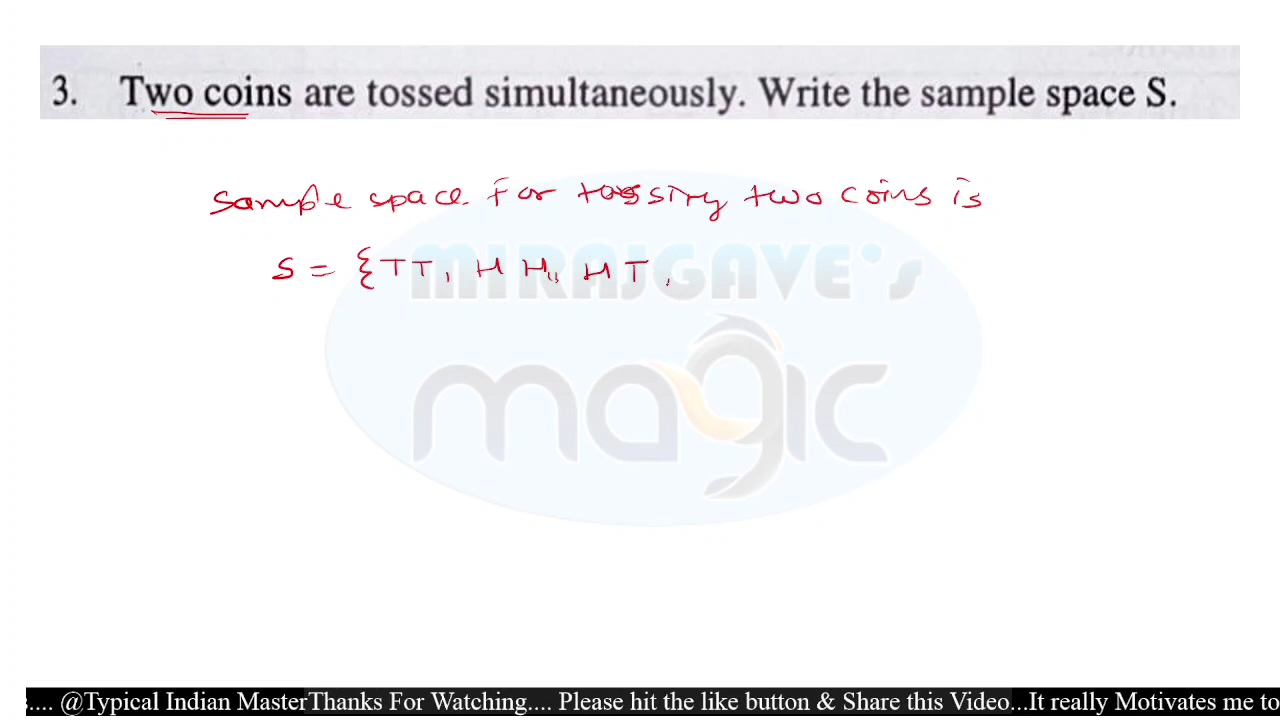 3. Two coins are tossed simultaneously. Write the sample space S.
Sample space for tossing two coins is
S = {TT, HH,, HT,
MIRAJGAVE's
magic
.... @Typical Indian MasterThanks For Watching.... Please hit the like button & Share this Video...It really Motivates me to